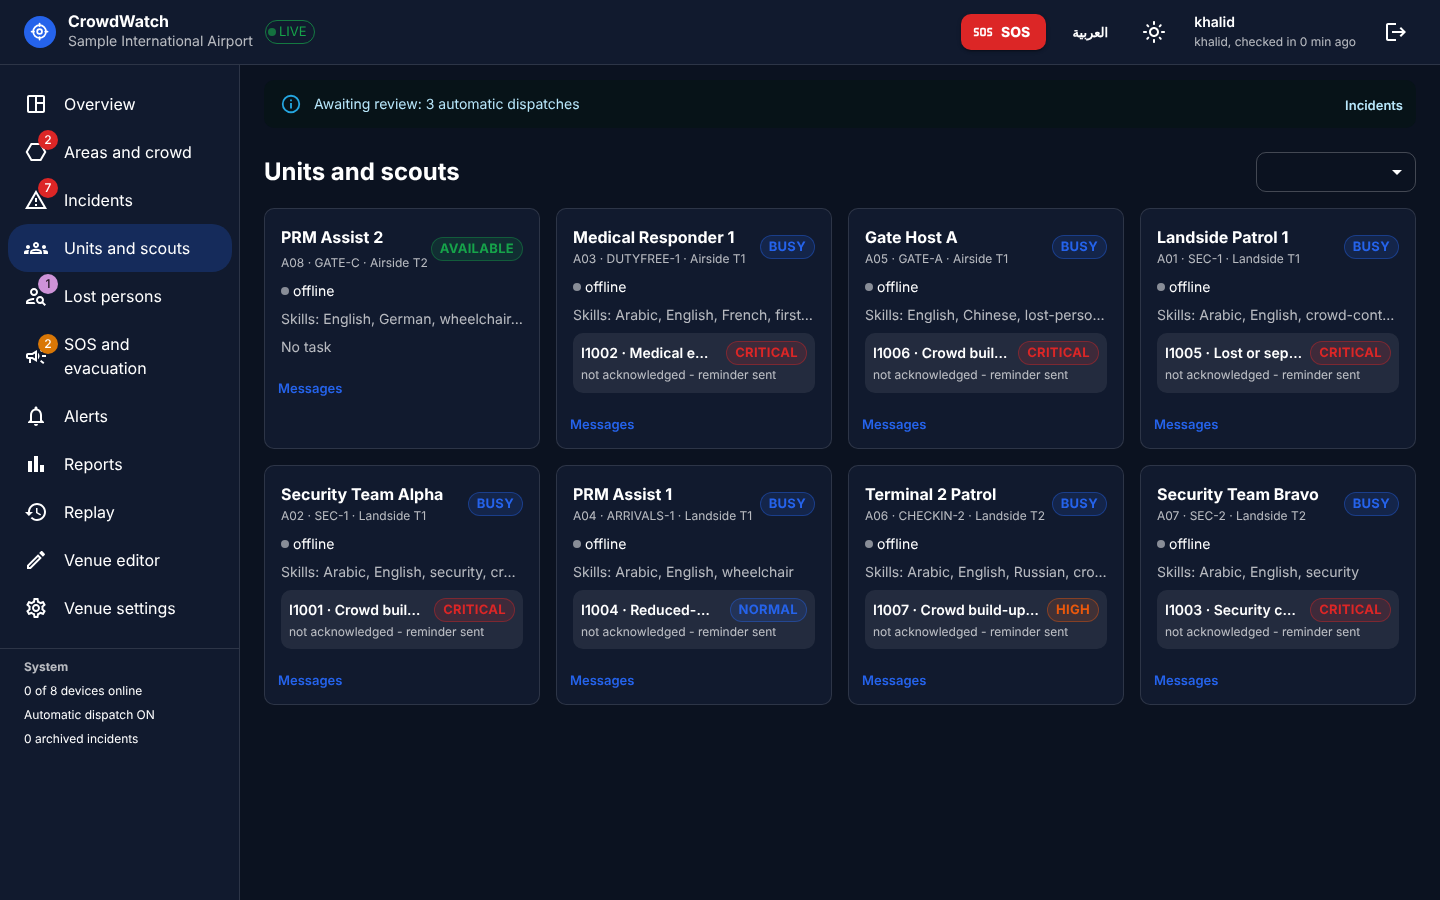 CrowdWatch
Sample International Airport
LIVE
SOS SOS
العربية
khalid
khalid, checked in 0 min ago
Overview
2
Areas and crowd
7
Incidents
Units and scouts
1
Lost persons
2
SOS and
evacuation
Alerts
Reports
Replay
Venue editor
Venue settings
System
0 of 8 devices online
Automatic dispatch ON
0 archived incidents
Awaiting review: 3 automatic dispatches
Incidents
Units and scouts
PRM Assist 2
AVAILABLE
A08 · GATE-C · Airside T2
offline
Skills: English, German, wheelchair...
No task
Messages
Medical Responder 1
BUSY
A03 · DUTYFREE-1 · Airside T1
offline
Skills: Arabic, English, French, first...
I1002 · Medical e...
CRITICAL
not acknowledged - reminder sent
Messages
Gate Host A
BUSY
A05 · GATE-A · Airside T1
offline
Skills: English, Chinese, lost-perso...
I1006 · Crowd buil...
CRITICAL
not acknowledged - reminder sent
Messages
Landside Patrol 1
BUSY
A01 · SEC-1 · Landside T1
offline
Skills: Arabic, English, crowd-cont...
I1005 · Lost or sep...
CRITICAL
not acknowledged - reminder sent
Messages
Security Team Alpha
BUSY
A02 · SEC-1 · Landside T1
offline
Skills: Arabic, English, security, cr...
I1001 · Crowd buil...
CRITICAL
not acknowledged - reminder sent
Messages
PRM Assist 1
BUSY
A04 · ARRIVALS-1 · Landside T1
offline
Skills: Arabic, English, wheelchair
I1004 · Reduced-...
NORMAL
not acknowledged - reminder sent
Messages
Terminal 2 Patrol
BUSY
A06 · CHECKIN-2 · Landside T2
offline
Skills: Arabic, English, Russian, cro...
I1007 · Crowd build-up...
HIGH
not acknowledged - reminder sent
Messages
Security Team Bravo
BUSY
A07 · SEC-2 · Landside T2
offline
Skills: Arabic, English, security
I1003 · Security c...
CRITICAL
not acknowledged - reminder sent
Messages